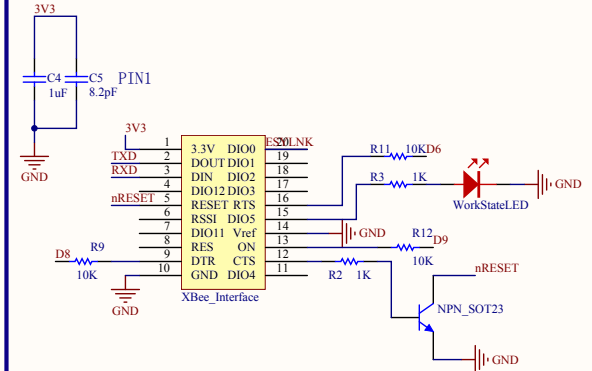 3V3
C4
1uF
C5
8.2pF
PIN1
GND
3V3
TXD
RXD
nRESET
1 3.3V DIO0 20
2 DOUT DIO1 19
3 DIN DIO2 18
4 DIO12 DIO3 17
5 RESET RTS 16
6 RSSI DIO5 15
7 DIO11 Vref 14
8 RES ON 13
9 DTR CTS 12
10 GND DIO4 11
XBee_Interface
D8
R9
10K
GND
R11 10K D6
R3 1K
WorkStateLED
GND
GND
R12 D9
10K
R2 1K
nRESET
NPN_SOT23
GND